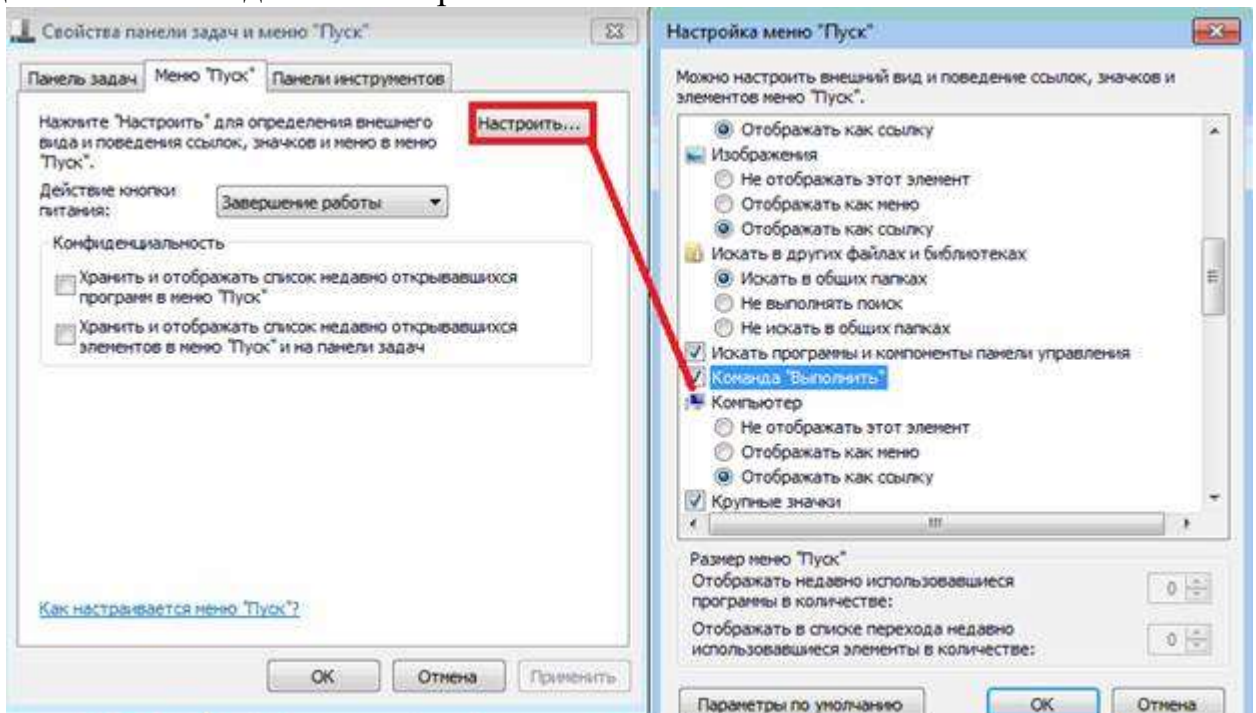 Свойства панели задач и меню "Пуск"
Панель задач
Меню "Пуск"
Панели инструментов
Нажмите "Настроить" для определения внешнего
вида и поведения ссылок, значков и меню в меню
"Пуск".
Настроить...
Действие кнопки
питания:
Завершение работы
Конфиденциальность
Хранить и отображать список недавно открывавшихся
программ в меню "Пуск"
Хранить и отображать список недавно открывавшихся
элементов в меню "Пуск" и на панели задач
Как настраивается меню "Пуск"?
ОК
Отмена
Применить
Настройка меню "Пуск"
Можно настроить внешний вид и поведение ссылок, значков и
элементов меню "Пуск".
Отображать как ссылку
Изображения
Не отображать этот элемент
Отображать как меню
Отображать как ссылку
Искать в других файлах и библиотеках
Искать в общих папках
Не выполнять поиск
Не искать в общих папках
Искать программы и компоненты панели управления
Команда "Выполнить"
Компьютер
Не отображать этот элемент
Отображать как меню
Отображать как ссылку
Крупные значки
Размер меню "Пуск"
Отображать недавно использовавшиеся
программы в количестве:
0
Отображать в списке перехода недавно
использовавшиеся элементы в количестве:
0
Параметры по умолчанию
ОК
Отмена